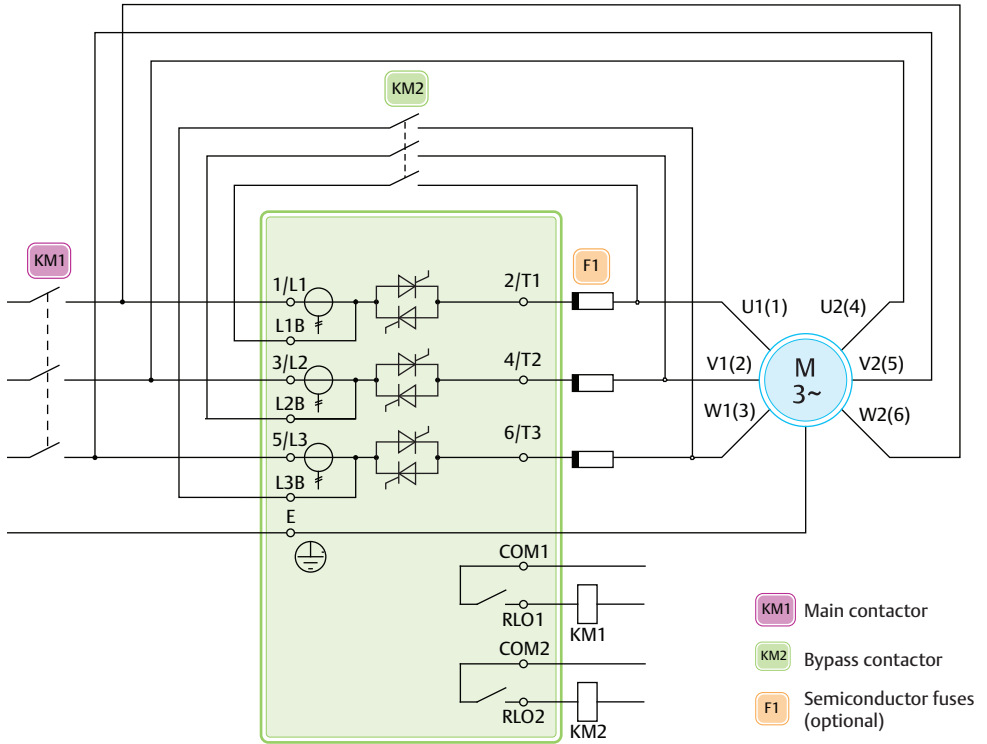 KM2
KM1
F1
1/L1
2/T1
U1(1)
U2(4)
L1B
3/L2
4/T2
V1(2)
M
3~
V2(5)
L2B
W1(3)
W2(6)
5/L3
6/T3
L3B
E
COM1
RLO1
KM1
COM2
RLO2
KM2
KM1 Main contactor
KM2 Bypass contactor
F1 Semiconductor fuses
(optional)